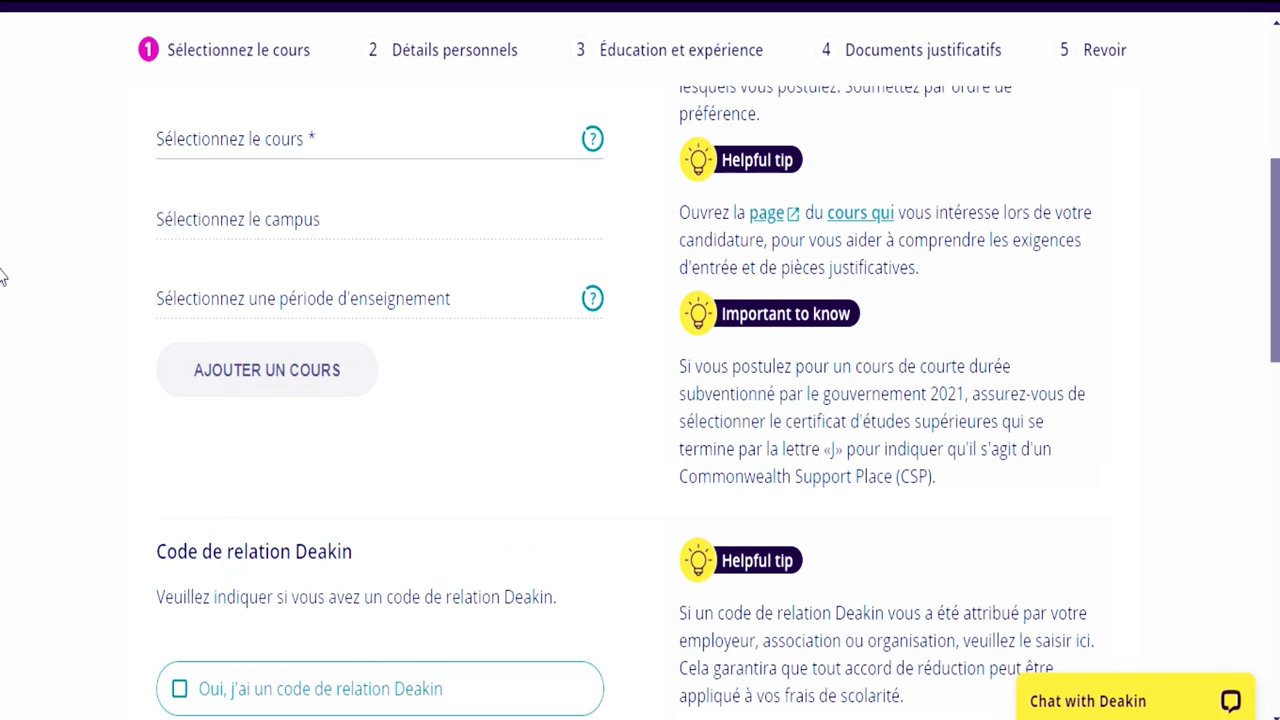 1 Sélectionnez le cours 2 Détails personnels 3 Éducation et expérience 4 Documents justificatifs 5 Revoir
lesquels vous postulez. Soumettez par ordre de
préférence.
Sélectionnez le cours * ?
Helpful tip
Sélectionnez le campus
Ouvrez la page du cours qui vous intéresse lors de votre
candidature, pour vous aider à comprendre les exigences
d'entrée et de pièces justificatives.
Sélectionnez une période d'enseignement ?
Important to know
AJOUTER UN COURS
Si vous postulez pour un cours de courte durée
subventionné par le gouvernement 2021, assurez-vous de
sélectionner le certificat d'études supérieures qui se
termine par la lettre «J» pour indiquer qu'il s'agit d'un
Commonwealth Support Place (CSP).
Code de relation Deakin
Veuillez indiquer si vous avez un code de relation Deakin.
Oui, j'ai un code de relation Deakin
Helpful tip
Si un code de relation Deakin vous a été attribué par votre
employeur, association ou organisation, veuillez le saisir ici.
Cela garantira que tout accord de réduction peut être
appliqué à vos frais de scolarité.
Chat with Deakin